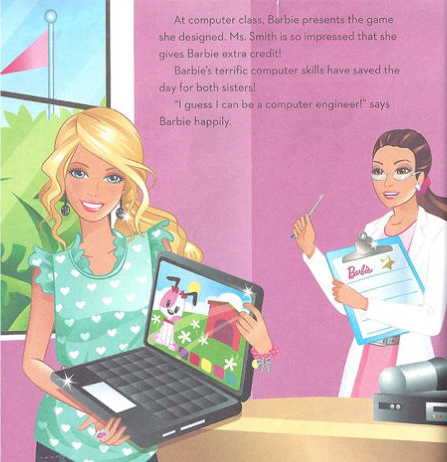 At computer class, Barbie presents the game
she designed. Ms. Smith is so impressed that she
gives Barbie extra credit!
Barbie's terrific computer skills have saved the
day for both sisters!
"I guess I can be a computer engineer!" says
Barbie happily.
Barbie